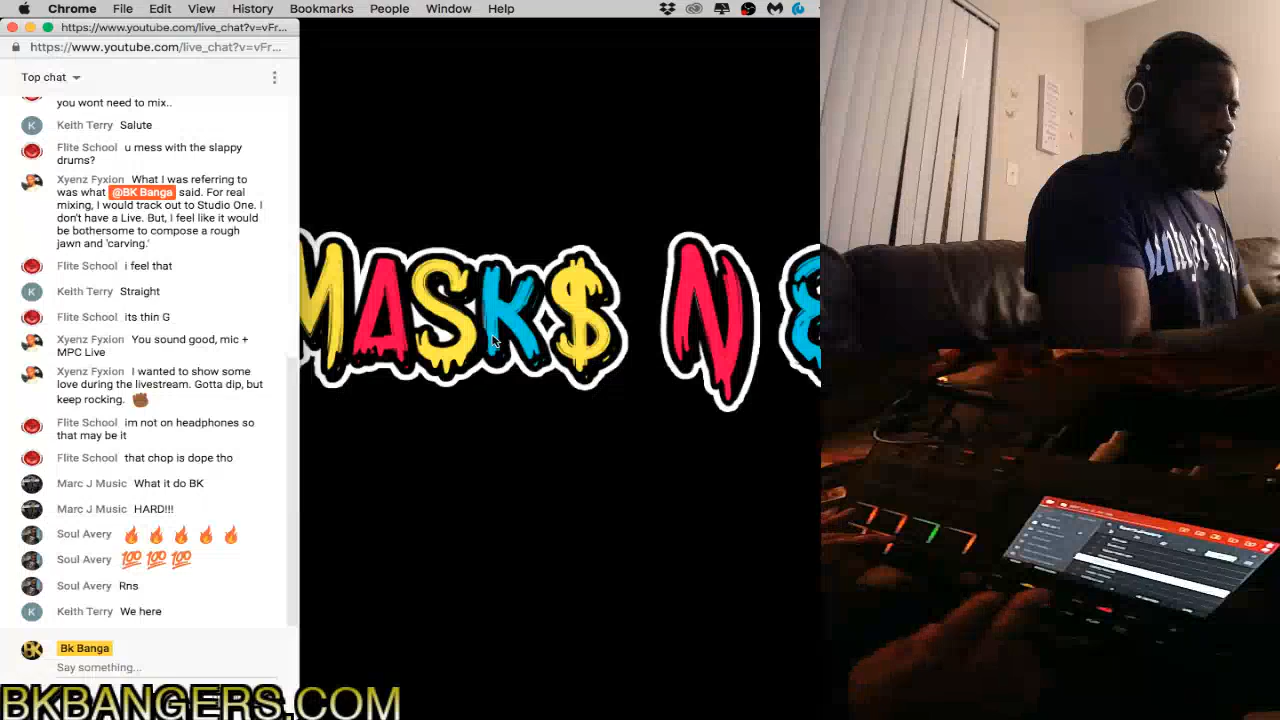 Chrome File Edit View History Bookmarks People Window Help
https://www.youtube.com/live_chat?v=vFr...
https://www.youtube.com/live_chat?v=vFr...
Top chat
you wont need to mix..
K Keith Terry Salute
Flite School u mess with the slappy
drums?
Xyenz Fyxion What I was referring to
was what @BK Banga said. For real
mixing, I would track out to Studio One. I
don't have a Live. But, I feel like it would
be bothersome to compose a rough
jawn and 'carving.'
Flite School i feel that
K Keith Terry Straight
Flite School its thin G
Xyenz Fyxion You sound good, mic +
MPC Live
Xyenz Fyxion I wanted to show some
love during the livestream. Gotta dip, but
keep rocking.
Flite School im not on headphones so
that may be it
Flite School that chop is dope tho
Marc J Music What it do BK
Marc J Music HARD!!!
Soul Avery
Soul Avery 100 100 100
Soul Avery Rns
K Keith Terry We here
BK Bk Banga
Say something...
MASK$ N
BKBANGERS.COM